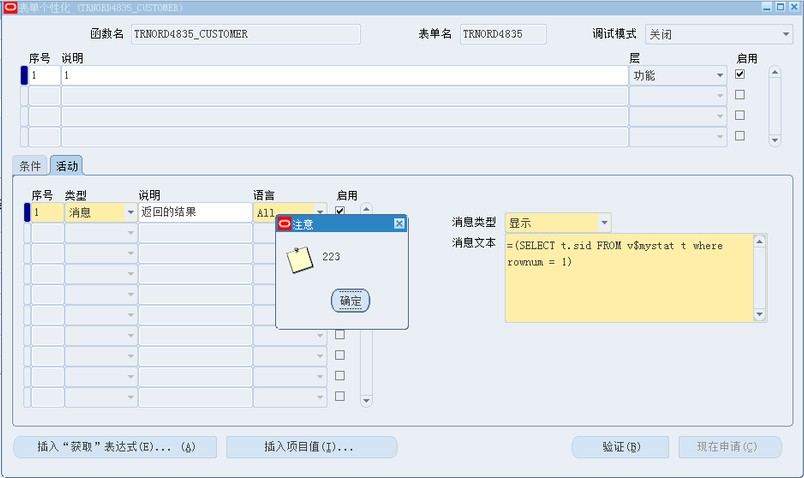 表单个性化 (TRNORD4835_CUSTOMER)
函数名 TRNORD4835_CUSTOMER 表单名 TRNORD4835 调试模式 关闭
序号 说明 层 启用
1 1 功能
条件 活动
序号 类型 说明 语言 启用
1 消息 返回的结果 All
消息类型 显示
消息文本 =(SELECT t.sid FROM v$mystat t where
rownum = 1)
注意
223
确定
插入“获取”表达式(E)... (A) 插入项目值(I)... 验证(B) 现在申请(C)